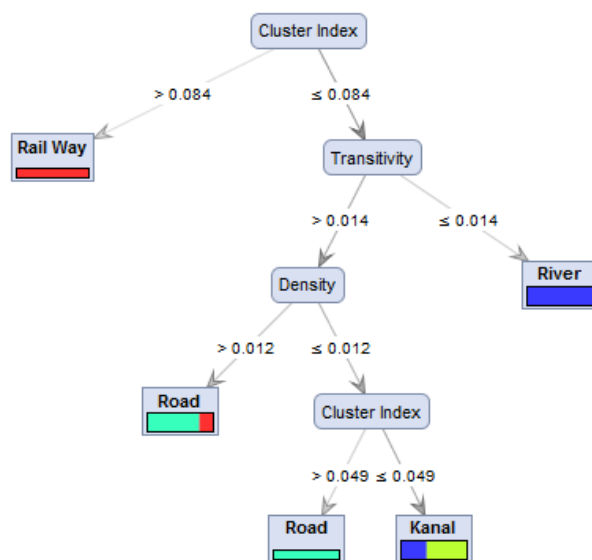 Cluster Index
> 0.084
≤ 0.084
Rail Way
Transitivity
> 0.014
≤ 0.014
Density
River
> 0.012
≤ 0.012
Road
Cluster Index
> 0.049
≤ 0.049
Road
Kanal